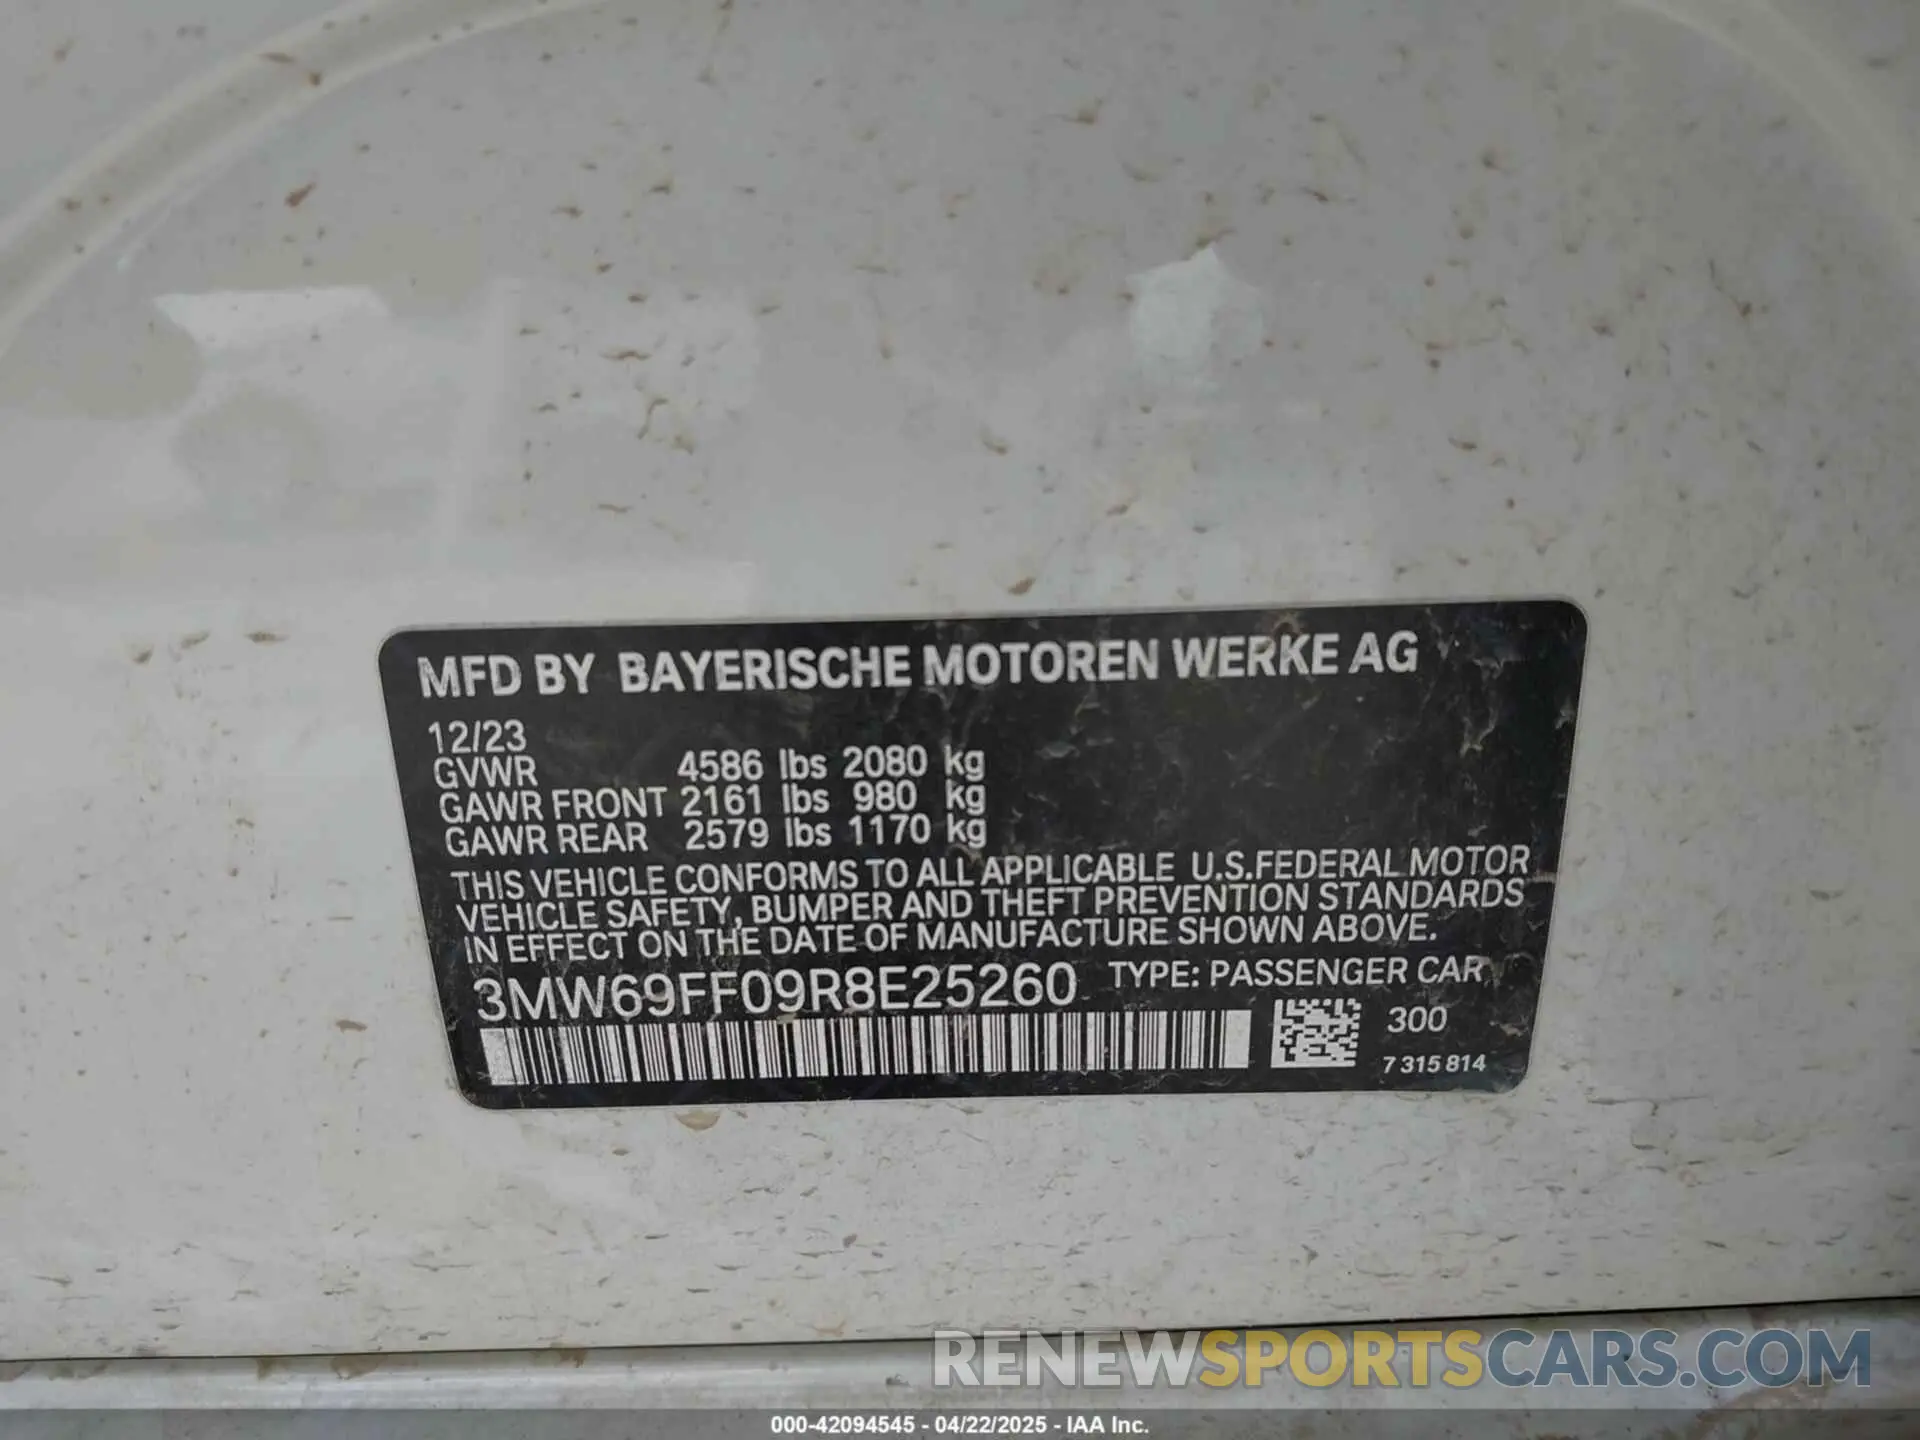 MFD BY BAYERISCHE MOTOREN WERKE AG
12/23
GVWR 4586 lbs 2080 kg
GAWR FRONT 2161 lbs 980 kg
GAWR REAR 2579 lbs 1170 kg
THIS VEHICLE CONFORMS TO ALL APPLICABLE U.S.FEDERAL MOTOR
VEHICLE SAFETY, BUMPER AND THEFT PREVENTION STANDARDS
IN EFFECT ON THE DATE OF MANUFACTURE SHOWN ABOVE.
3MW69FF09R8E25260 TYPE: PASSENGER CAR
300
7 315 814
RENEWSPORTSCARS.COM
000-42094545 - 04/22/2025 - IAA Inc.